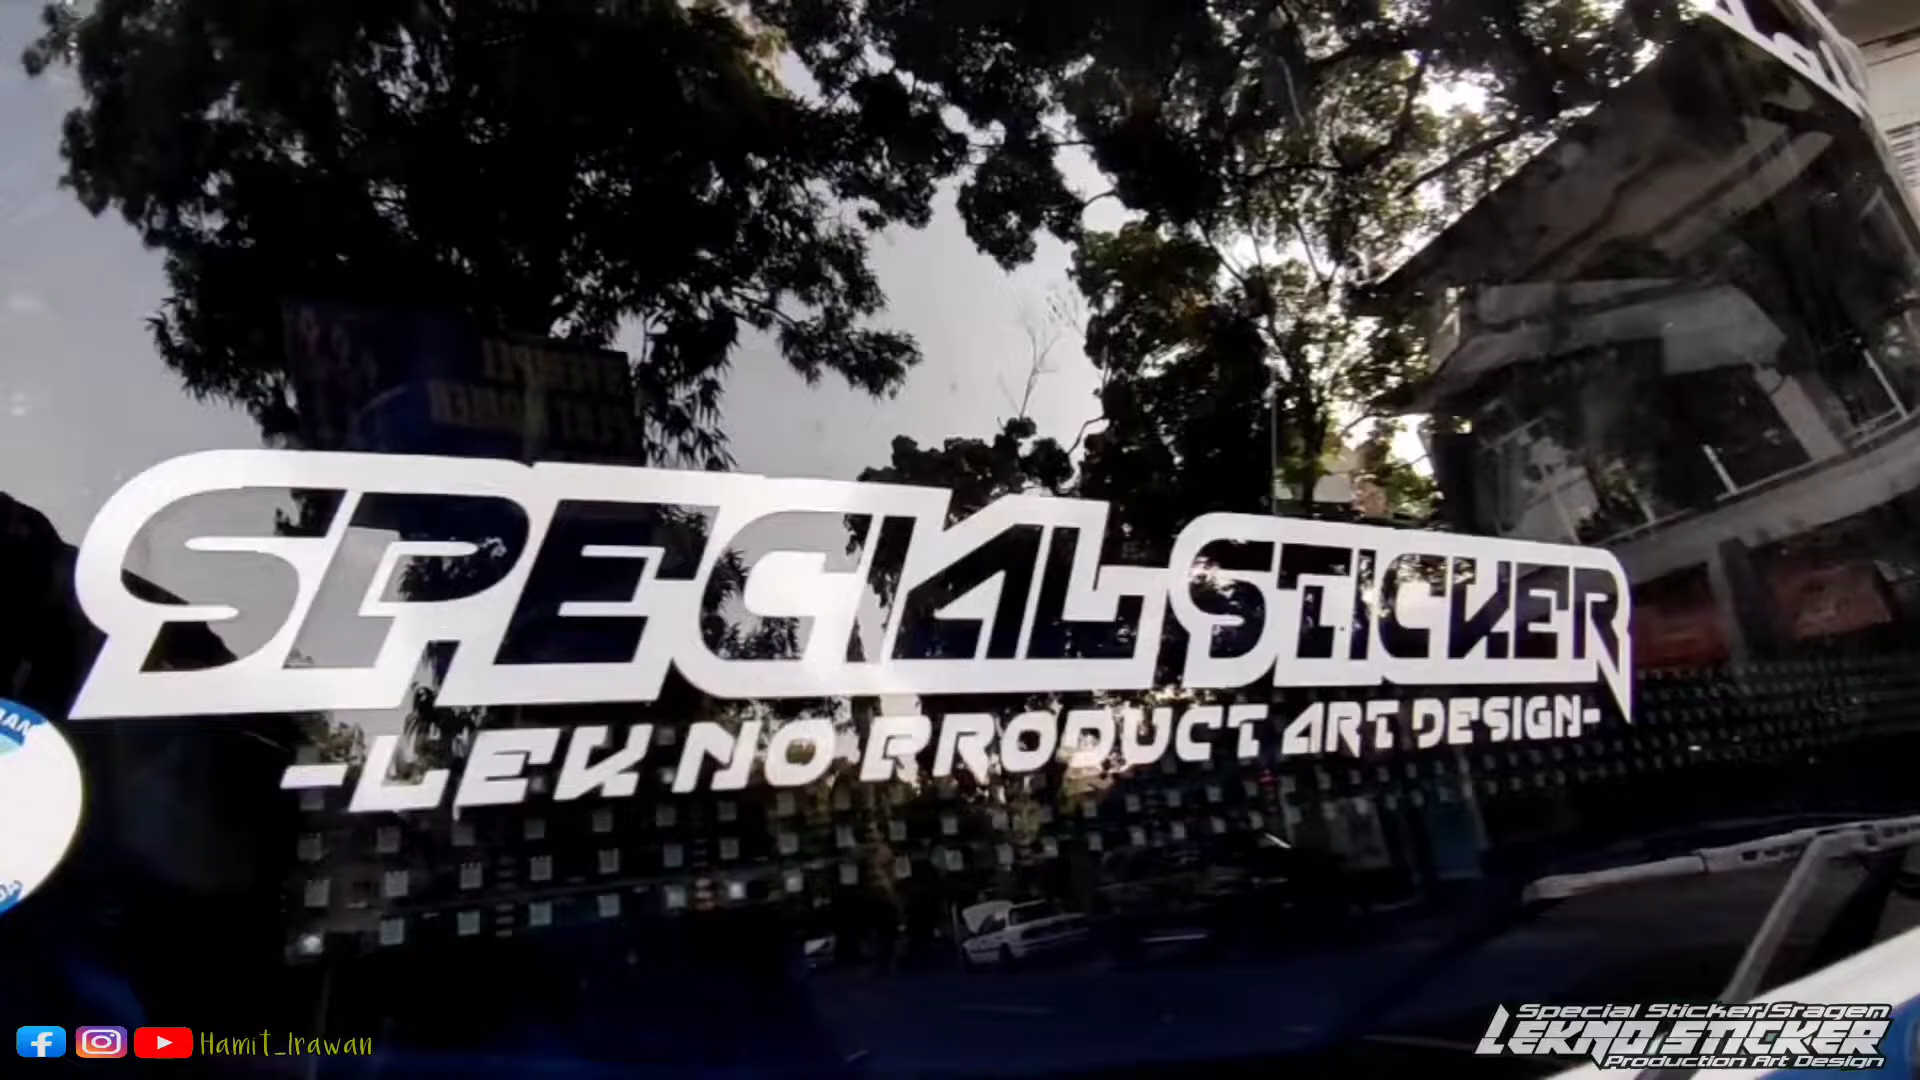 SPECIAL STICKER
-LEKNO PRODUCT ART DESIGN-
Hamit_Irawan
Special Sticker Sragen
LEKNO STICKER
Production Art Design